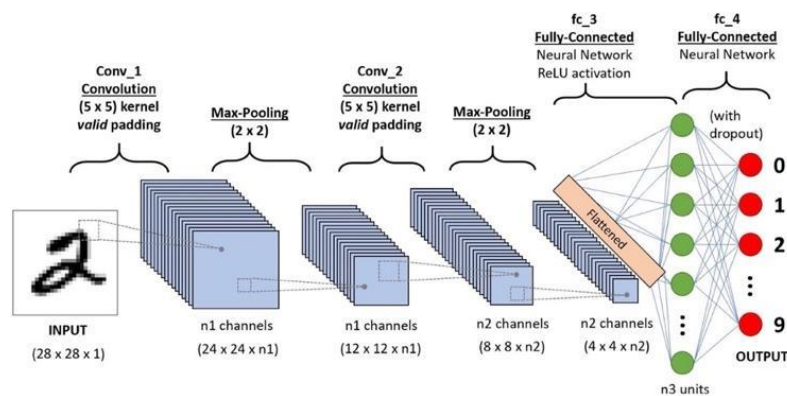 fc_3
Fully-Connected
Neural Network
ReLU activation
fc_4
Fully-Connected
Neural Network
Conv_1
Convolution
(5 x 5) kernel
valid padding
Max-Pooling
(2 x 2)
Conv_2
Convolution
(5 x 5) kernel
valid padding
Max-Pooling
(2 x 2)
(with
dropout)
Flattened
2
0
1
2
9
INPUT
(28 x 28 x 1)
n1 channels
(24 x 24 x n1)
n1 channels
(12 x 12 x n1)
n2 channels
(8 x 8 x n2)
n2 channels
(4 x 4 x n2)
OUTPUT
n3 units